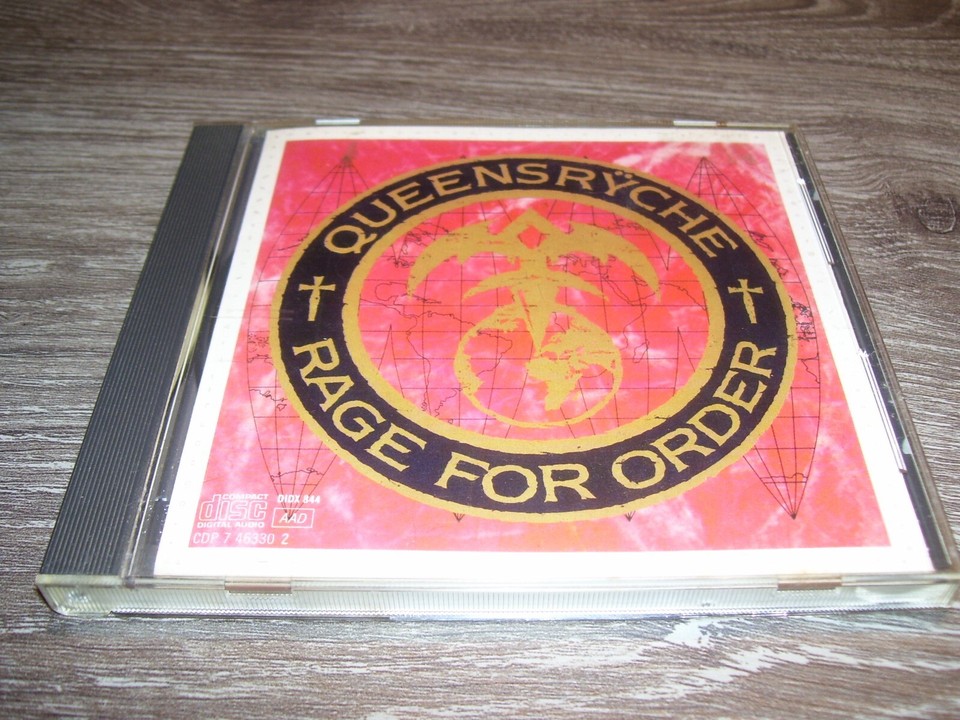 QUEENSRŸCHE
RAGE FOR ORDER
COMPACT
disc
DIGITAL AUDIO
DIDX 844
AAD
CDP 7 46330 2